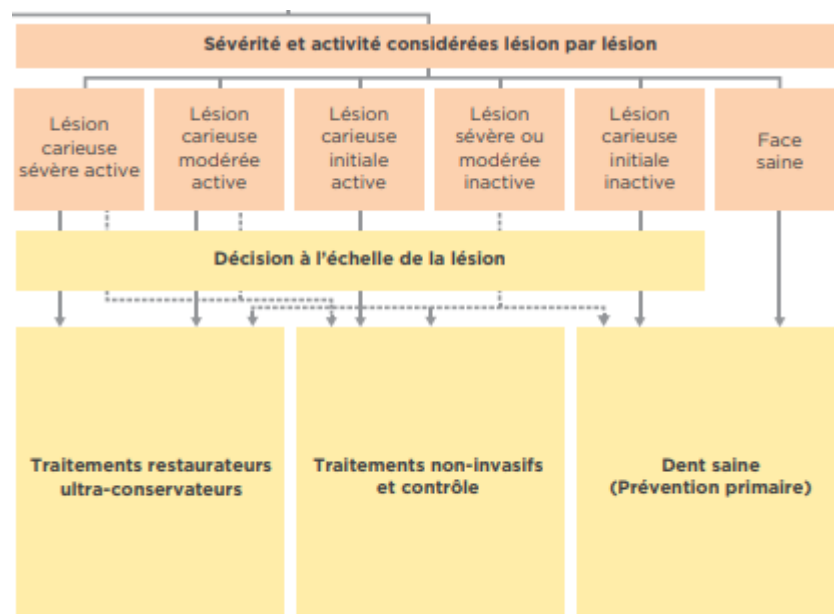 Sévérité et activité considérées lésion par lésion
Lésion
carieuse
sévère active
Lésion
carieuse
modérée
active
Lésion
carieuse
initiale
active
Lésion
sévère ou
modérée
inactive
Lésion
carieuse
initiale
inactive
Face
saine
Décision à l'échelle de la lésion
Traitements restaurateurs
ultra-conservateurs
Traitements non-invasifs
et contrôle
Dent saine
(Prévention primaire)